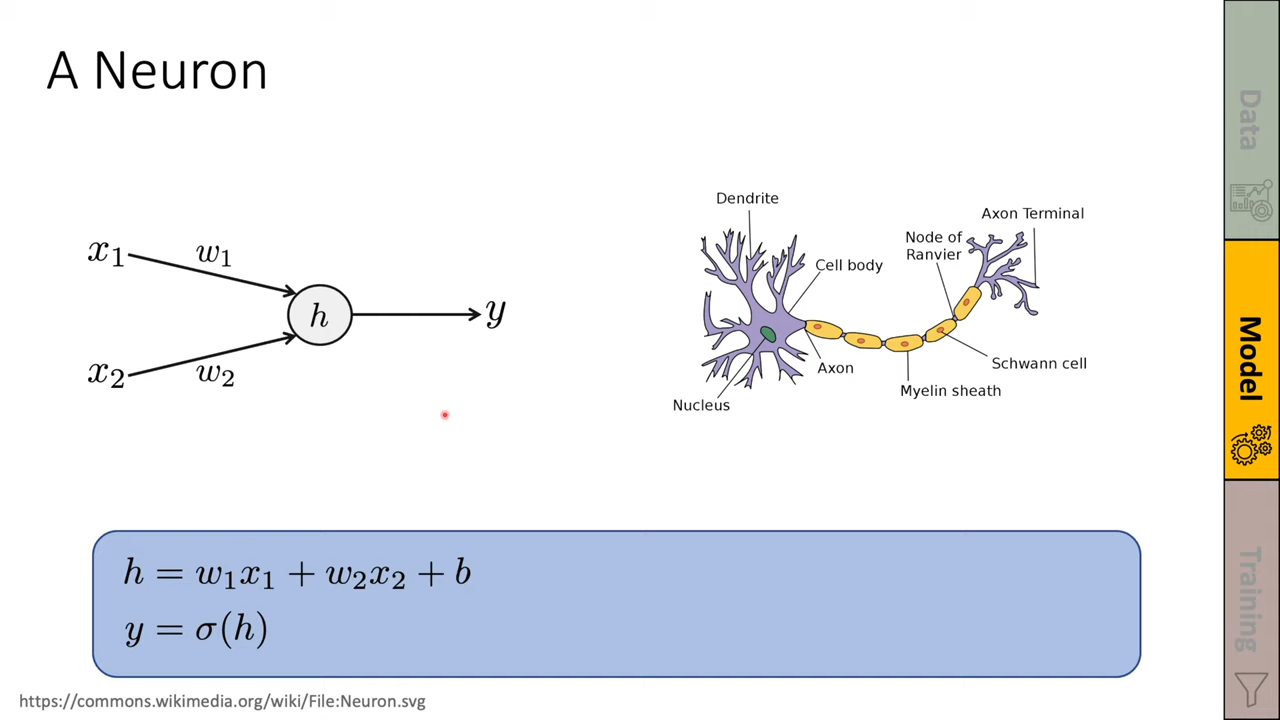 A Neuron
x₁
w₁
h
y
x₂
w₂
Dendrite
Axon Terminal
Node of
Ranvier
Cell body
Axon
Schwann cell
Myelin sheath
Nucleus
h = w₁x₁ + w₂x₂ + b
y = σ(h)
https://commons.wikimedia.org/wiki/File:Neuron.svg
Data
Model
Training